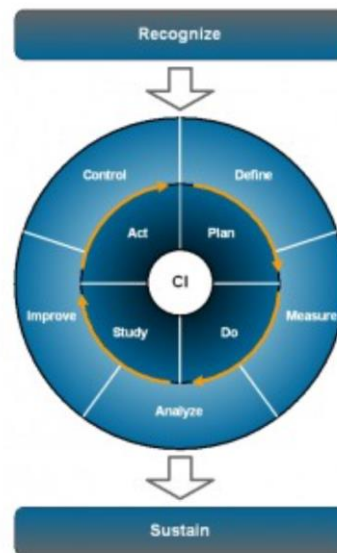 Recognize
Control
Define
Act
Plan
CI
Improve
Measure
Study
Do
Analyze
Sustain